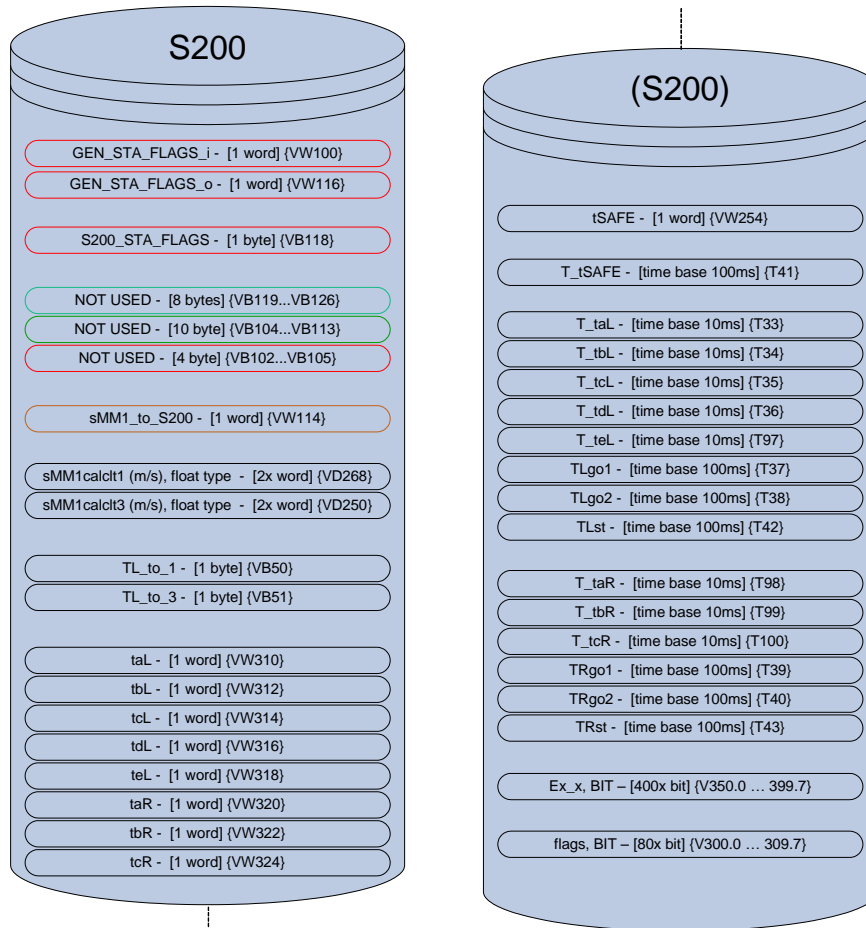 S200
GEN_STA_FLAGS_i - [1 word] {VW100}
GEN_STA_FLAGS_o - [1 word] {VW116}
S200_STA_FLAGS - [1 byte] {VB118}
NOT USED - [8 bytes] {VB119...VB126}
NOT USED - [10 byte] {VB104...VB113}
NOT USED - [4 byte] {VB102...VB105}
sMM1_to_S200 - [1 word] {VW114}
sMM1calclt1 (m/s), float type - [2x word] {VD268}
sMM1calclt3 (m/s), float type - [2x word] {VD250}
TL_to_1 - [1 byte] {VB50}
TL_to_3 - [1 byte] {VB51}
taL - [1 word] {VW310}
tbL - [1 word] {VW312}
tcL - [1 word] {VW314}
tdL - [1 word] {VW316}
teL - [1 word] {VW318}
taR - [1 word] {VW320}
tbR - [1 word] {VW322}
tcR - [1 word] {VW324}
(S200)
tSAFE - [1 word] {VW254}
T_tSAFE - [time base 100ms] {T41}
T_taL - [time base 10ms] {T33}
T_tbL - [time base 10ms] {T34}
T_tcL - [time base 10ms] {T35}
T_tdL - [time base 10ms] {T36}
T_teL - [time base 10ms] {T97}
TLgo1 - [time base 100ms] {T37}
TLgo2 - [time base 100ms] {T38}
TLst - [time base 100ms] {T42}
T_taR - [time base 10ms] {T98}
T_tbR - [time base 10ms] {T99}
T_tcR - [time base 10ms] {T100}
TRgo1 - [time base 100ms] {T39}
TRgo2 - [time base 100ms] {T40}
TRst - [time base 100ms] {T43}
Ex_x, BIT – [400x bit] {V350.0 … 399.7}
flags, BIT – [80x bit] {V300.0 … 309.7}